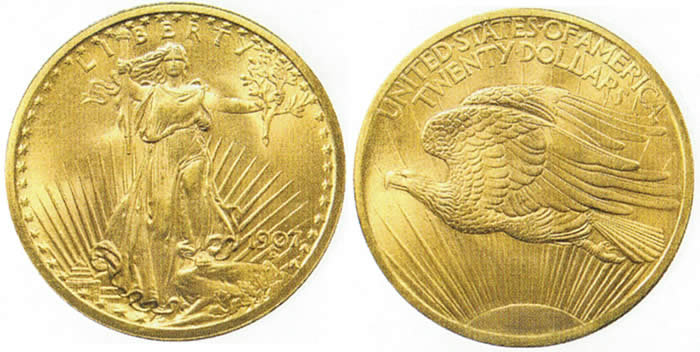 LIBERTY
1907
UNITED STATES OF AMERICA
TWENTY DOLLARS